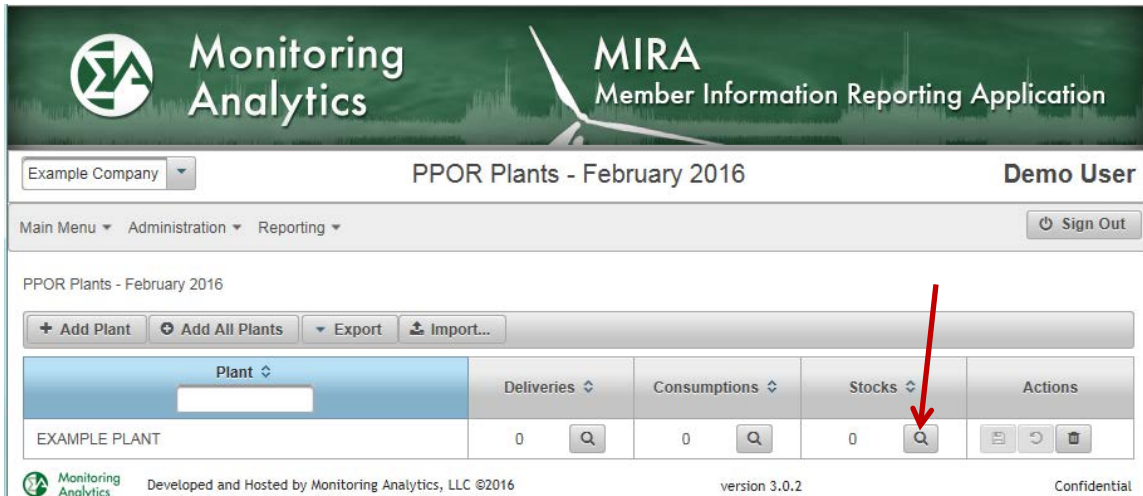 Monitoring
Analytics
MIRA
Member Information Reporting Application
Example Company
PPOR Plants - February 2016
Demo User
Main Menu
Administration
Reporting
Sign Out
PPOR Plants - February 2016
+ Add Plant
Add All Plants
Export
Import...
Plant
Deliveries
Consumptions
Stocks
Actions
EXAMPLE PLANT
0
0
0
Monitoring
Analytics
Developed and Hosted by Monitoring Analytics, LLC ©2016
version 3.0.2
Confidential